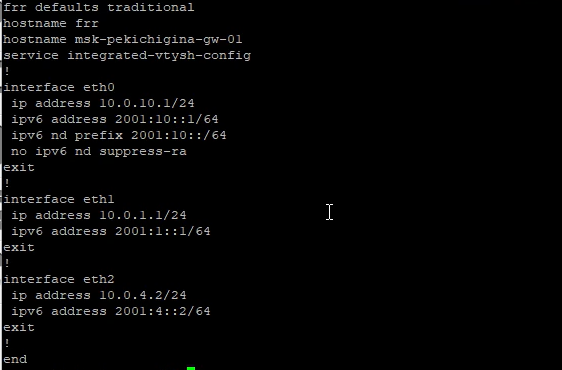 frr defaults traditional
hostname frr
hostname msk-pekichigina-gw-01
service integrated-vtysh-config
!
interface eth0
 ip address 10.0.10.1/24
 ipv6 address 2001:10::1/64
 ipv6 nd prefix 2001:10::/64
 no ipv6 nd suppress-ra
exit
!
interface eth1
 ip address 10.0.1.1/24
 ipv6 address 2001:1::1/64
exit
!
interface eth2
 ip address 10.0.4.2/24
 ipv6 address 2001:4::2/64
exit
!
end